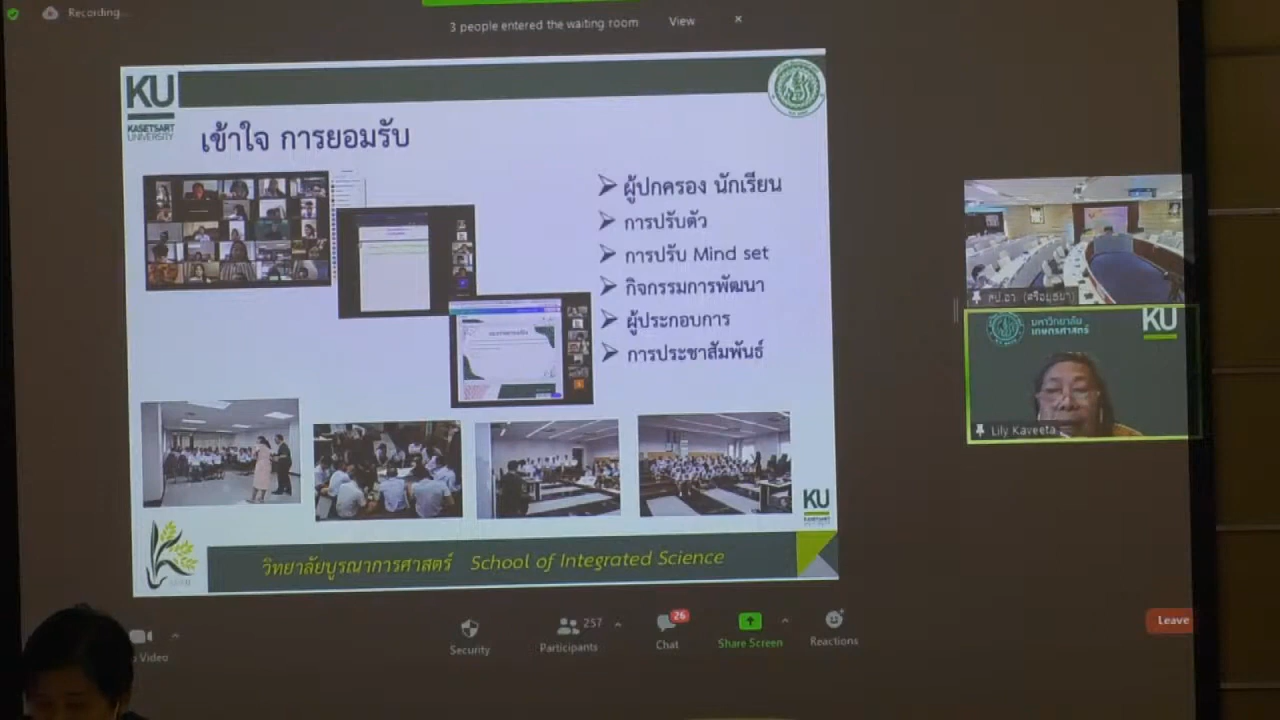 Recording...
3 people entered the waiting room View ×
KU
KASETSART
UNIVERSITY
เข้าใจ การยอมรับ
ผู้ปกครอง นักเรียน
การปรับตัว
การปรับ Mind set
กิจกรรมการพัฒนา
ผู้ประกอบการ
การประชาสัมพันธ์
KU
วิทยาลัยบูรณาการศาสตร์ School of Integrated Science
มหาวิทยาลัย
เกษตรศาสตร์
KU
Lily Kaveeta
Video
Security
Participants
257
Chat
26
Share Screen
Reactions
Leave